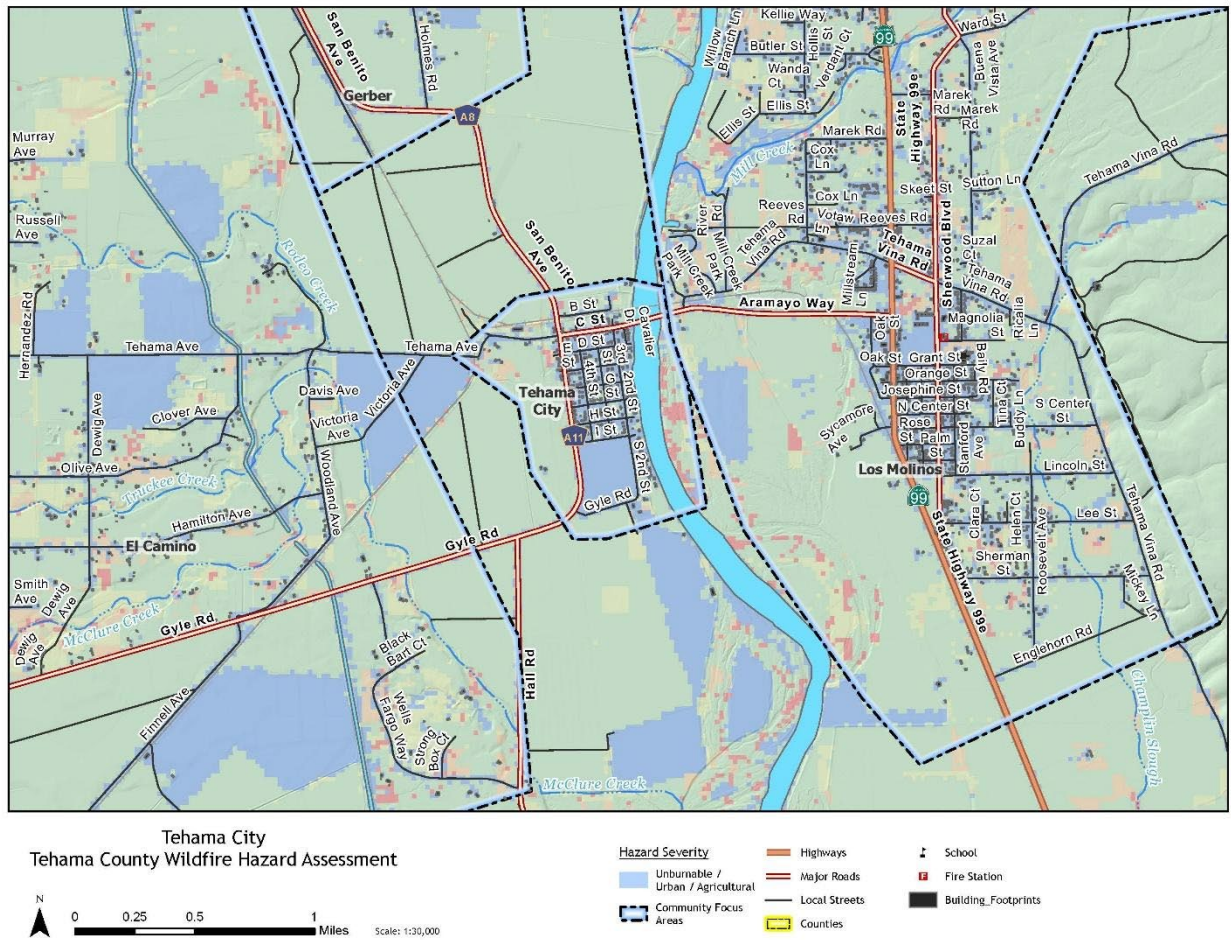 Kellie Way
Butler St
Hollis St
Verdant Ct
Willow Branch Ln
Wanda Ct
Ellis St
Ellis St
99
Ward St
Buena Vista Ave
San Benito Ave
Holmes Rd
Gerber
A8
Murray Ave
Marek Rd
Marek Rd
Marek Rd
State Highway 99e
Cox Ln
Mill Creek
Tehama Vina Rd
Skeet St
Sutton Ln
Cox Ln
Russell Ave
Reeves Rd
Votaw Ln
Reeves Rd
River Rd
Mill Creek Park
Mill Creek Park
Tehama Vina Rd
Tehama Vina Rd
Sherwood Blvd
Suzal Ct
Tehama Vina Rd
Rodeo Creek
San Benito Ave
Hernandez Rd
Millstream Ln
B St
C St
D St
Cavalier Dr
Aramayo Way
Oak St
Magnolia St
Ricalia Ln
Tehama Ave
Tehama Ave
3rd St
2nd St
4th St
G St
H St
I St
Oak St
Grant St
Orange St
Josephine St
Davis Ave
Victoria Ave
Victoria Ave
Tehama City
A11
Clover Ave
Dewig Ave
Olive Ave
N Center St
Tina Ct
Buddy Ln
S Center St
Sycamore Ave
Rose St
Palm St
Stanford Ave
Los Molinos
Lincoln St
Truckee Creek
Woodland Ave
S 2nd St
Gyle Rd
99
Hamilton Ave
El Camino
Gyle Rd
Clara Ct
Helen Ct
Lee St
Roosevelt Ave
Tehama Vina Rd
State Highway 99e
Sherman St
Smith Ave
Dewig Ave
Dewig Ave
McClure Creek
Gyle Rd
Mickey Ln
Englehorn Rd
Black Bart Ct
Hall Rd
Finnell Ave
Wells Fargo Way
Strong Box Ct
McClure Creek
Champlin Slough
Tehama City
Tehama County Wildfire Hazard Assessment
N
0 0.25 0.5 1
Miles
Scale: 1:30,000
Hazard Severity
Unburnable /
Urban / Agricultural
Community Focus
Areas
Highways
Major Roads
Local Streets
Counties
School
F Fire Station
Building_Footprints